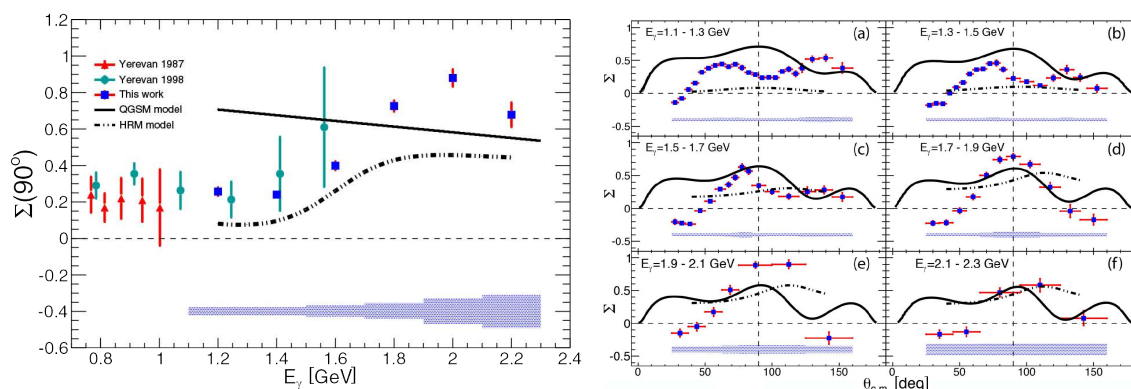 1.2
1
0.8
0.6
0.4
0.2
0
-0.2
-0.4
-0.6
Σ(90°)
Yerevan 1987
Yerevan 1998
This work
QGSM model
HRM model
0.8 1 1.2 1.4 1.6 1.8 2 2.2 2.4
E_γ [GeV]
E_γ=1.1 - 1.3 GeV (a)
E_γ=1.3 - 1.5 GeV (b)
Σ 1 0.5 0 0.5
E_γ=1.5 - 1.7 GeV
(c)
E_γ=1.7 - 1.9 GeV (d)
Σ 1 0.5 0 0.5
E_γ=1.9 - 2.1 GeV
(e)
E_γ=2.1 - 2.3 GeV
(f)
Σ 1 0.5 0 0.5
0 50 100 150 0 50 100 150
θ [deg]